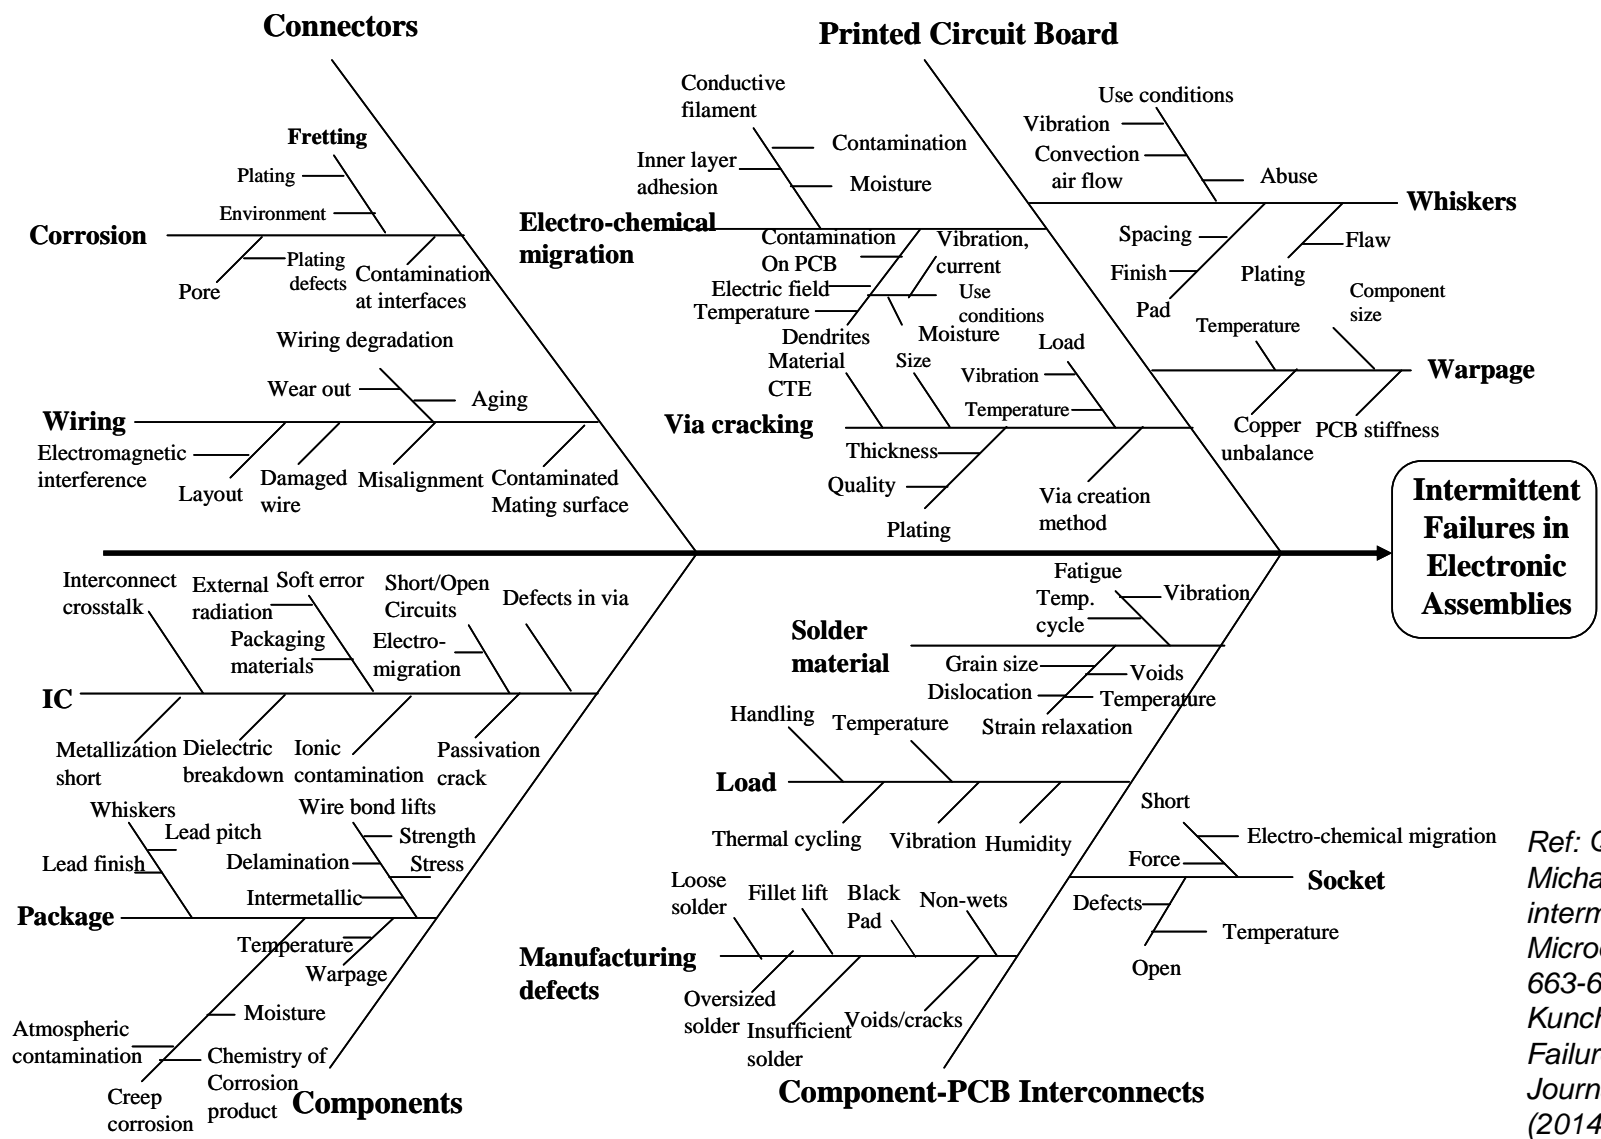 Connectors
Fretting
Plating
Environment
Corrosion
Pore
Plating
defects
Contamination
at interfaces
Wiring degradation
Wear out
Aging
Wiring
Electromagnetic
interference
Layout
Damaged
wire
Misalignment
Contaminated
Mating surface
Printed Circuit Board
Conductive
filament
Contamination
Inner layer
adhesion
Moisture
Electro-chemical
migration
Contamination
On PCB
Electric field
Temperature
Dendrites
Vibration,
current
Use
conditions
Moisture
Material
CTE
Size
Load
Vibration
Temperature
Via cracking
Thickness
Quality
Plating
Via creation
method
Use conditions
Vibration
Convection
air flow
Abuse
Whiskers
Spacing
Finish
Pad
Flaw
Plating
Component
size
Temperature
Warpage
Copper
unbalance
PCB stiffness
Intermittent
Failures in
Electronic
Assemblies
Interconnect
crosstalk
External
radiation
Soft error
Packaging
materials
Short/Open
Circuits
Electro-
migration
Defects in via
IC
Metallization
short
Dielectric
breakdown
Ionic
contamination
Passivation
crack
Whiskers
Lead pitch
Lead finish
Wire bond lifts
Strength
Delamination
Stress
Intermetallic
Package
Temperature
Warpage
Moisture
Atmospheric
contamination
Chemistry of
Corrosion
product
Creep
corrosion
Components
Fatigue
Temp.
cycle
Vibration
Solder
material
Grain size
Dislocation
Voids
Temperature
Strain relaxation
Handling
Temperature
Load
Thermal cycling
Vibration
Humidity
Short
Electro-chemical migration
Force
Socket
Defects
Temperature
Open
Loose
solder
Fillet lift
Black
Pad
Non-wets
Manufacturing
defects
Oversized
solder
Insufficient
solder
Voids/cracks
Component-PCB Interconnects
Ref:
663-6
(2014